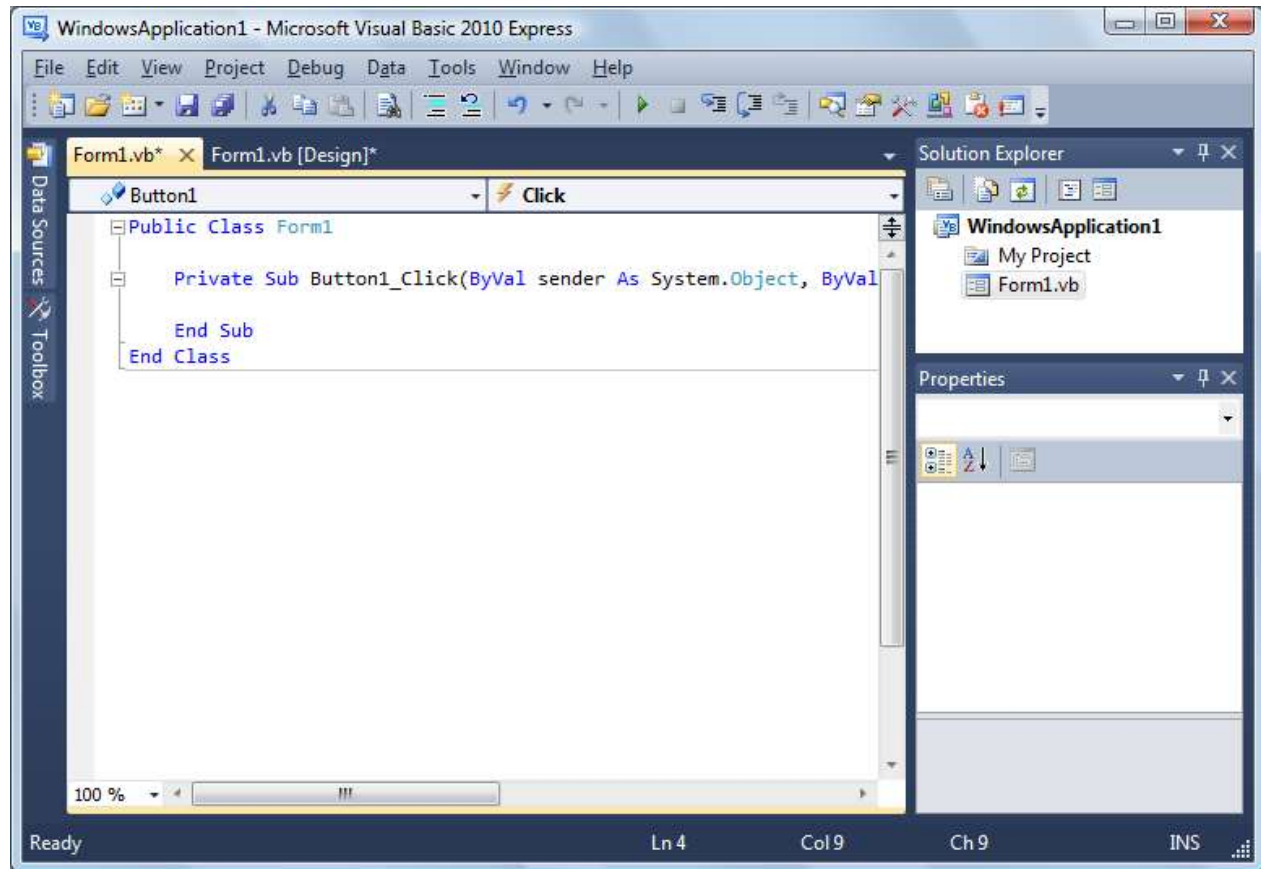 WindowsApplication1 - Microsoft Visual Basic 2010 Express
File Edit View Project Debug Data Tools Window Help
Form1.vb* Form1.vb [Design]*
Button1 Click
Public Class Form1
Private Sub Button1_Click(ByVal sender As System.Object, ByVal
End Sub
End Class
100 %
Data Sources
Toolbox
Solution Explorer
WindowsApplication1
My Project
Form1.vb
Properties
Ready Ln 4 Col 9 Ch 9 INS